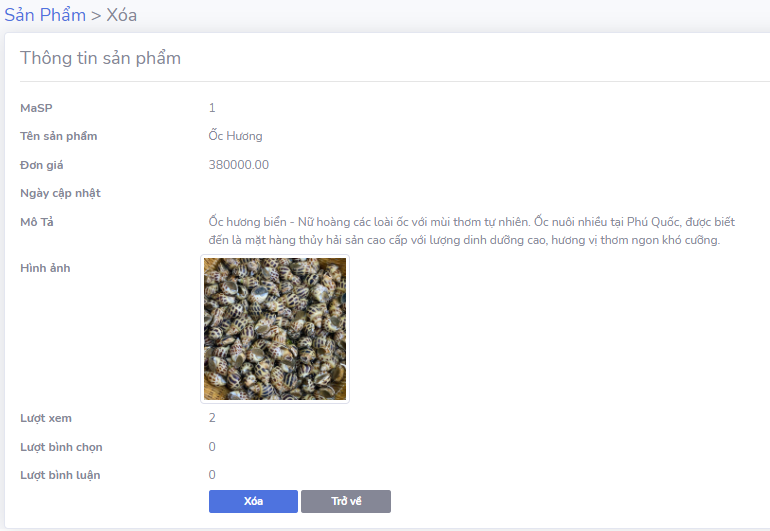 Sản Phẩm > Xóa
Thông tin sản phẩm
MaSP 1
Tên sản phẩm Ốc Hương
Đơn giá 380000.00
Ngày cập nhật
Mô Tả Ốc hương biển - Nữ hoàng các loài ốc với mùi thơm tự nhiên. Ốc nuôi nhiều tại Phú Quốc, được biết
đến là mặt hàng thủy hải sản cao cấp với lượng dinh dưỡng cao, hương vị thơm ngon khó cưỡng.
Hình ảnh
Lượt xem 2
Lượt bình chọn 0
Lượt bình luận 0
Xóa Trở về